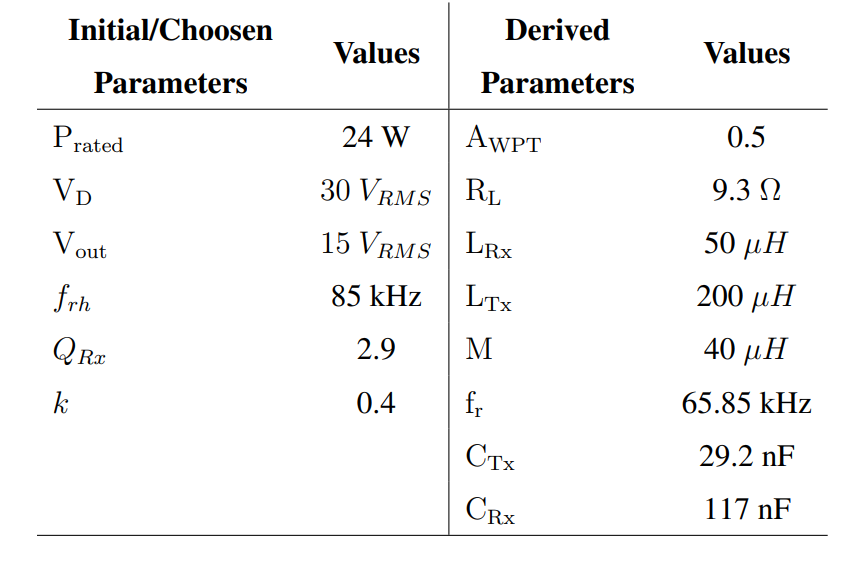 Initial/Choosen Parameters Values Derived Parameters Values
P_rated 24 W A_WPT 0.5
V_D 30 V_RMS R_L 9.3 Ω
V_out 15 V_RMS L_Rx 50 μH
f_rh 85 kHz L_Tx 200 μH
Q_Rx 2.9 M 40 μH
k 0.4 f_r 65.85 kHz
C_Tx 29.2 nF
C_Rx 117 nF